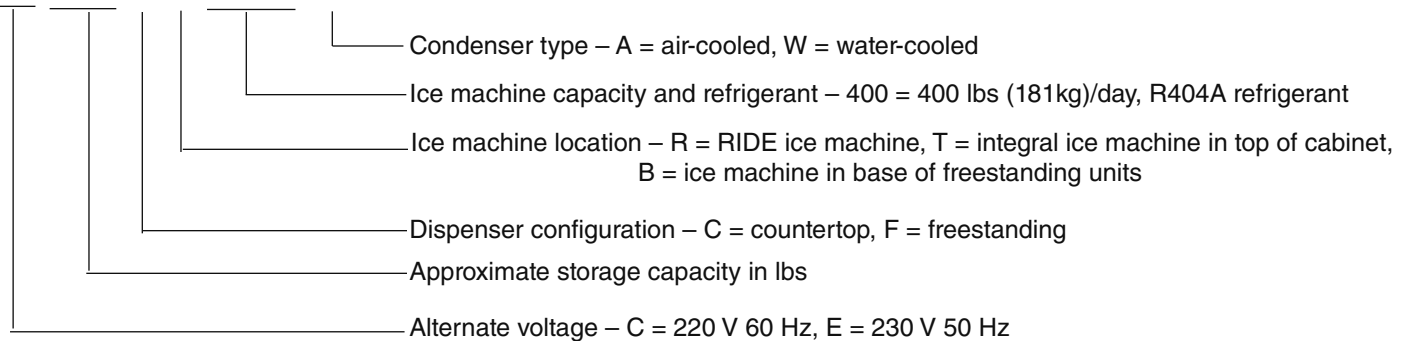 Condenser type – A = air-cooled, W = water-cooled
Ice machine capacity and refrigerant – 400 = 400 lbs (181kg)/day, R404A refrigerant
Ice machine location – R = RIDE ice machine, T = integral ice machine in top of cabinet,
B = ice machine in base of freestanding units
Dispenser configuration – C = countertop, F = freestanding
Approximate storage capacity in lbs
Alternate voltage – C = 220 V 60 Hz, E = 230 V 50 Hz